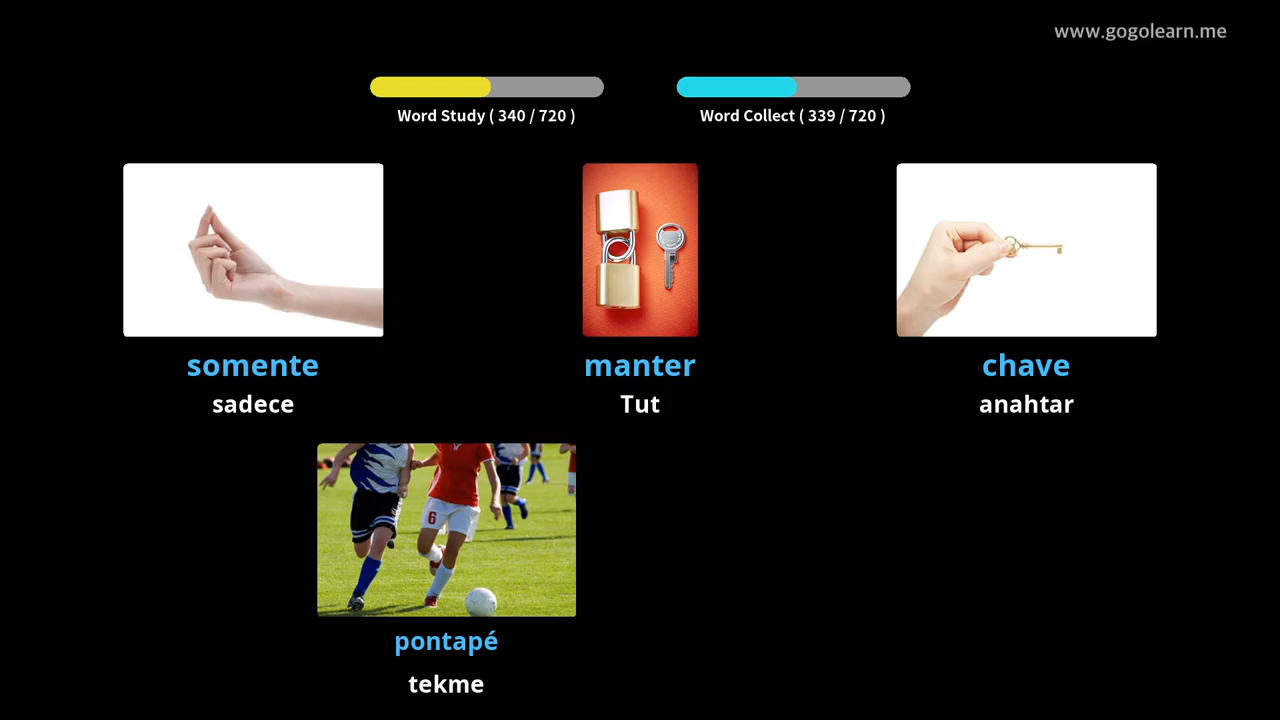 www.gogolearn.me
Word Study ( 340 / 720 )
Word Collect ( 339 / 720 )
somente
sadece
manter
Tut
chave
anahtar
6
pontapé
tekme